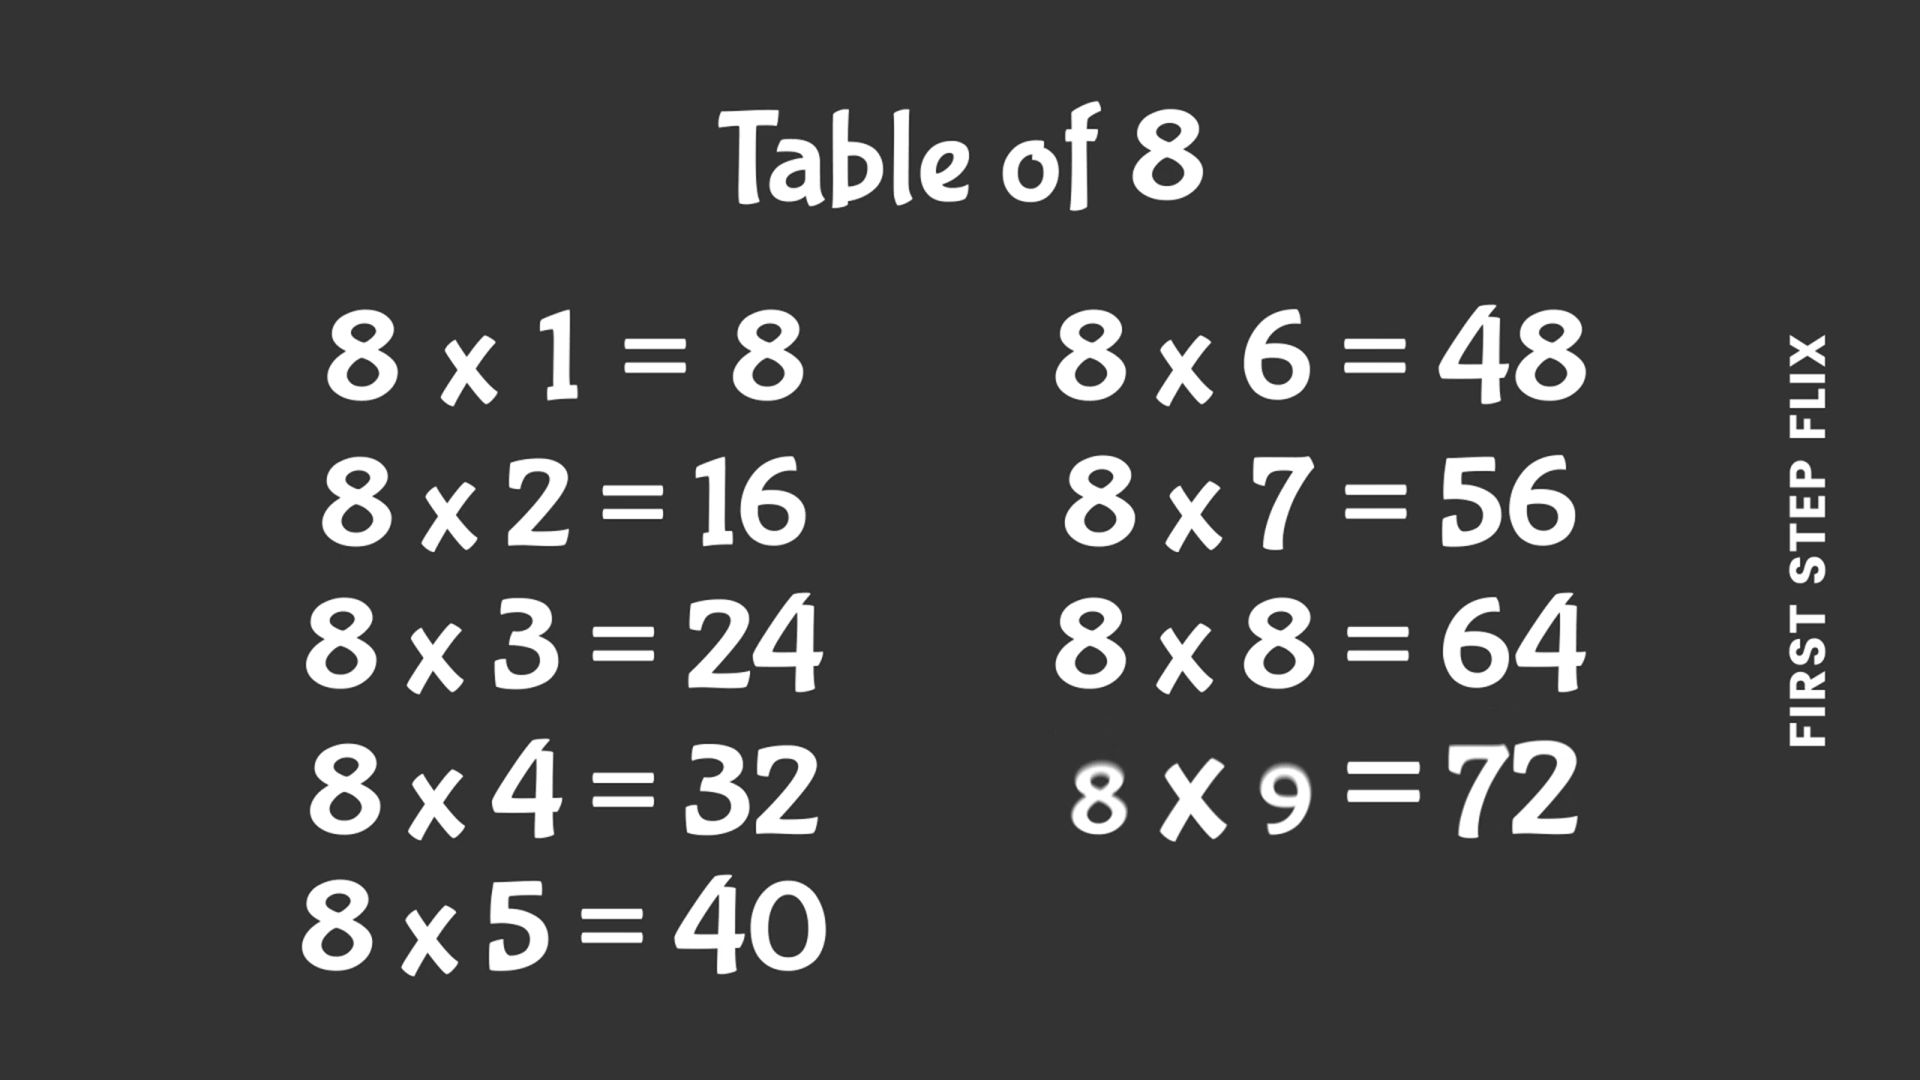 Table of 8
8 x 1 = 8
8 x 2 = 16
8 x 3 = 24
8 x 4 = 32
8 x 5 = 40
8 x 6 = 48
8 x 7 = 56
8 x 8 = 64
8 x 9 = 72
FIRST STEP FLIX